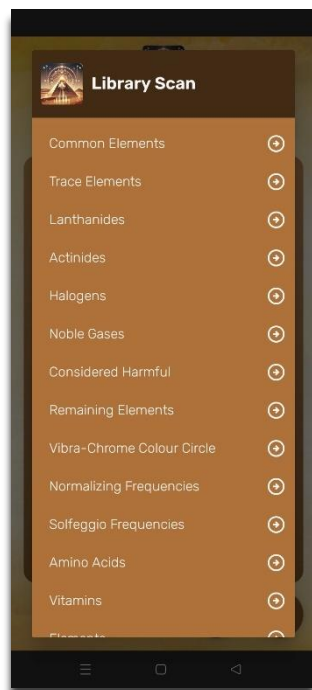 Library Scan
Common Elements
Trace Elements
Lanthanides
Actinides
Halogens
Noble Gases
Considered Harmful
Remaining Elements
Vibra-Chrome Colour Circle
Normalizing Frequencies
Solfeggio Frequencies
Amino Acids
Vitamins
Elements